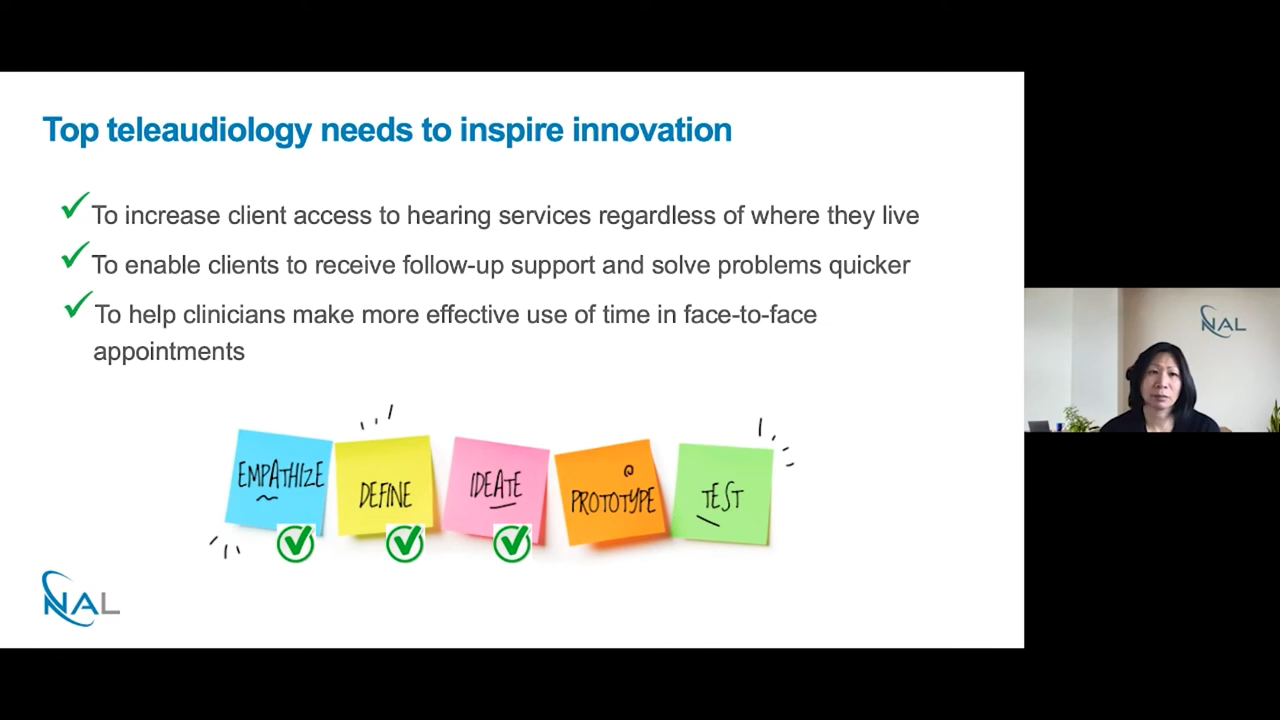 Top teleaudiology needs to inspire innovation
To increase client access to hearing services regardless of where they live
To enable clients to receive follow-up support and solve problems quicker
To help clinicians make more effective use of time in face-to-face
appointments
EMPATHIZE
DEFINE
IDEATE
PROTOTYPE
TEST
NAL
NAL